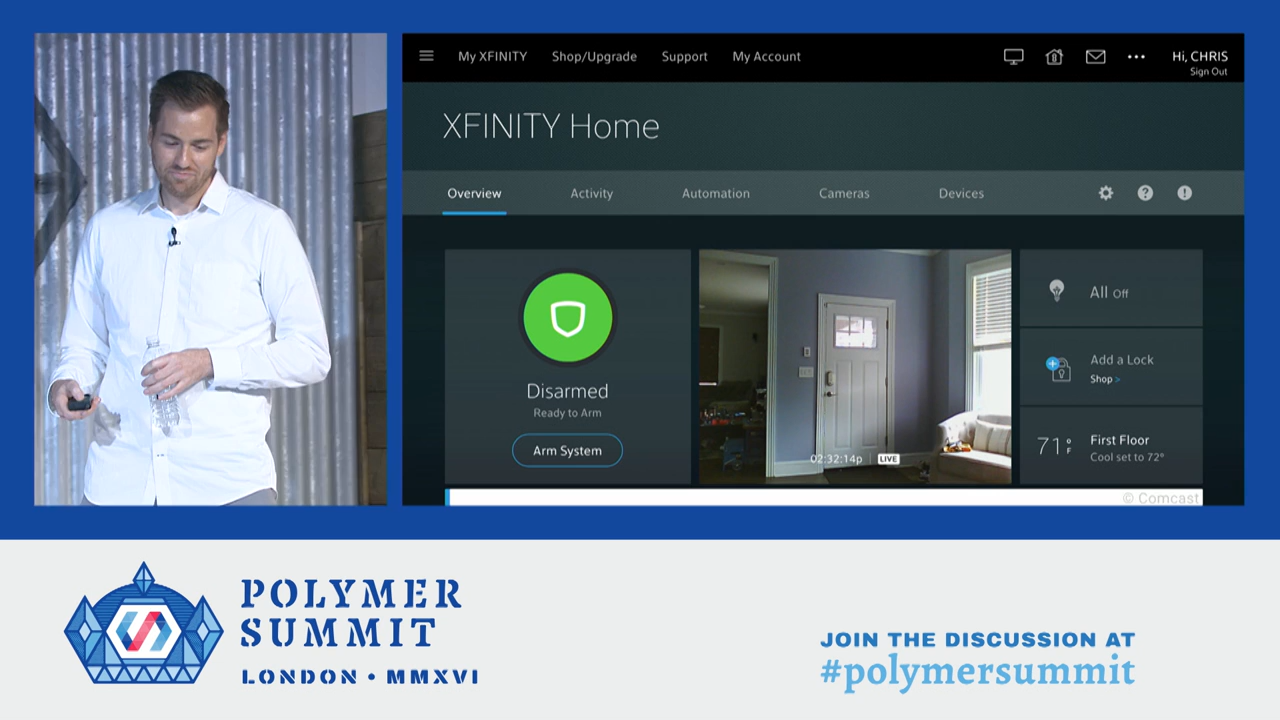 My XFINITY Shop/Upgrade Support My Account Hi, CHRIS
Sign Out
XFINITY Home
Overview Activity Automation Cameras Devices
Disarmed
Ready to Arm
Arm System
02:32:14p LIVE
All Off
Add a Lock
Shop >
71°F
First Floor
Cool set to 72°
© Comcast
POLYMER
SUMMIT
LONDON • MMXVI
JOIN THE DISCUSSION AT
#polymersummit